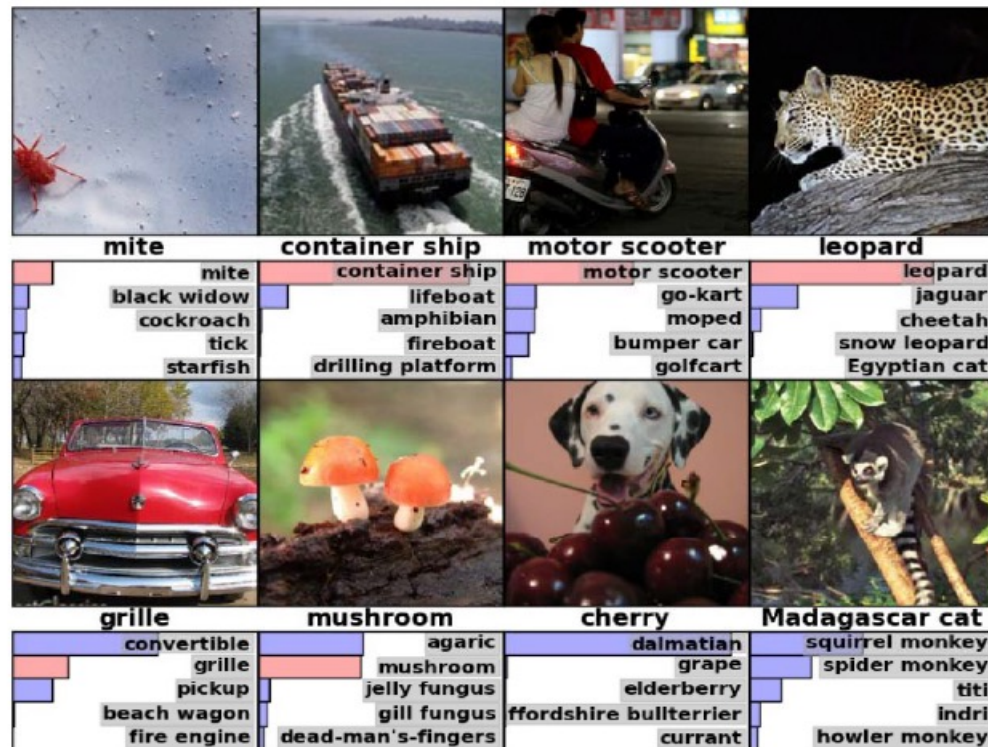 mite
container ship
motor scooter
leopard
mite
black widow
cockroach
tick
starfish
container ship
lifeboat
amphibian
fireboat
drilling platform
motor scooter
go-kart
moped
bumper car
golfcart
leopard
jaguar
cheetah
snow leopard
Egyptian cat
grille
mushroom
cherry
Madagascar cat
convertible
grille
pickup
beach wagon
fire engine
agaric
mushroom
jelly fungus
gill fungus
dead-man's-fingers
dalmatian
grape
elderberry
ffordshire bullterrier
currant
squirrel monkey
spider monkey
titi
indri
howler monkey